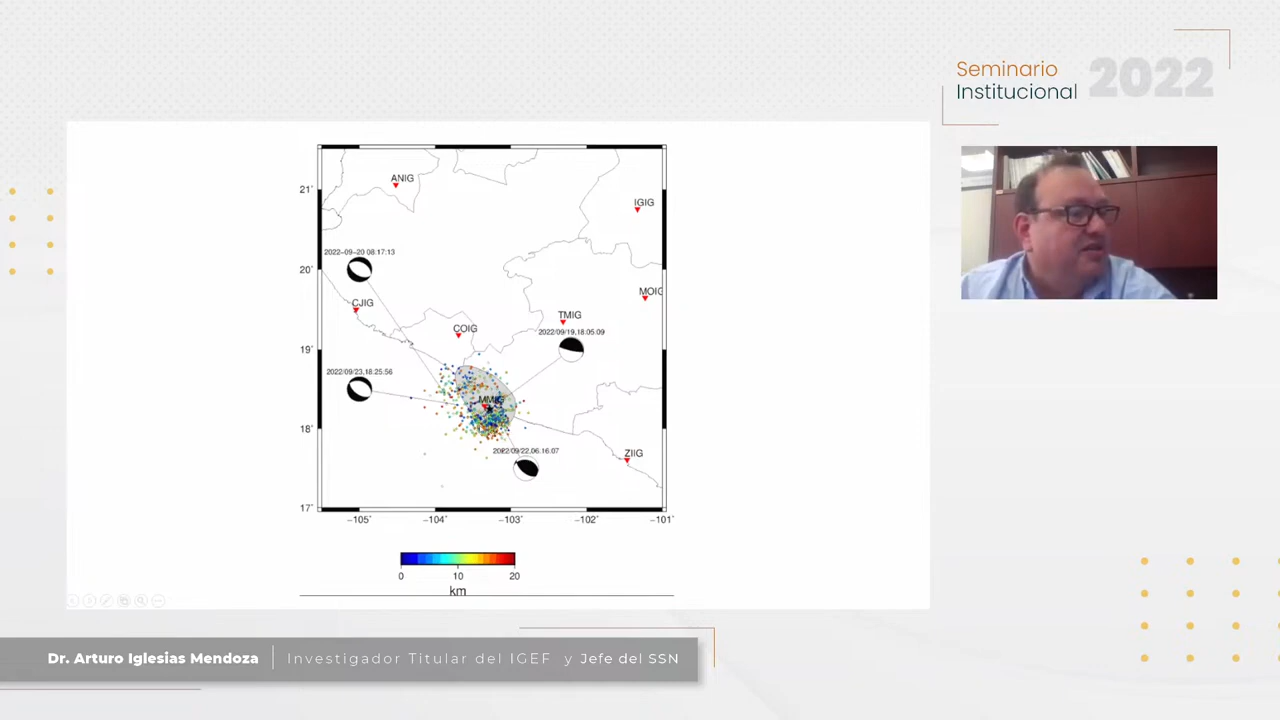 Seminario
Institucional 2022
ANIG
21°
IGIG
2022-09-20 08:17:13
20°
MOIG
CJIG
TMIG
COIG
2022/09/19,18:05:09
19°
2022/09/23,18:25:56
MMIG
18°
2022/09/22,06:16:07
ZIIG
17°
-105° -104° -103° -102° -101°
0 10 20
km
Dr. Arturo Iglesias Mendoza Investigador Titular del IGEF y Jefe del SSN